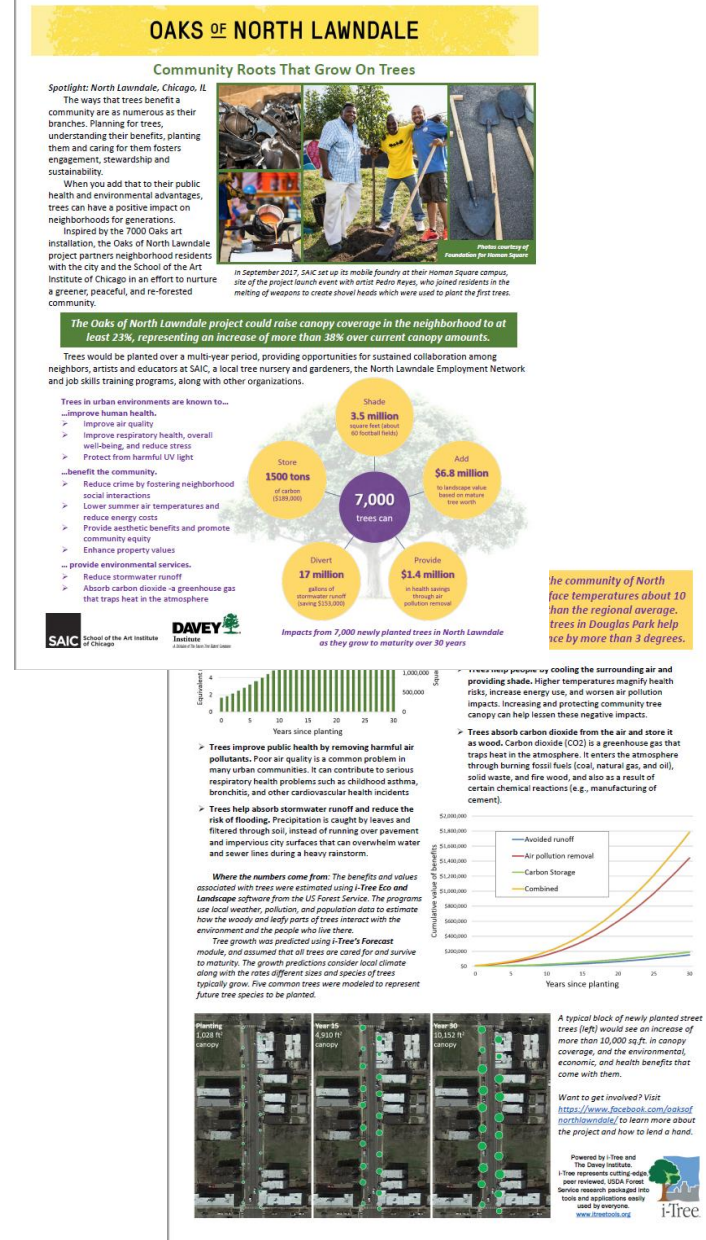 OAKS OF NORTH LAWNDALE
Community Roots That Grow On Trees
Spotlight: North Lawndale, Chicago, IL
The ways that trees benefit a
community are as numerous as their
branches. Planning for trees,
understanding their benefits, planting
them and caring for them fosters
engagement, stewardship and
sustainability.
When you add that to their public
health and environmental advantages,
trees can have a positive impact on
neighborhoods for generations.
Inspired by the 7000 Oaks art
installation, the Oaks of North Lawndale
project partners neighborhood residents
with the city and the School of the Art
Institute of Chicago in an effort to nurture
a greener, peaceful, and re-forested
community.
Photos courtesy of
Foundation for Homan Square
In September 2017, SAIC set up its mobile foundry at their Homan Square campus,
site of the project launch event with artist Pedro Reyes, who joined residents in the
melting of weapons to create shovel heads which were used to plant the first trees.
The Oaks of North Lawndale project could raise canopy coverage in the neighborhood to at
least 23%, representing an increase of more than 38% over current canopy amounts.
Trees would be planted over a multi-year period, providing opportunities for sustained collaboration among
neighbors, artists and educators at SAIC, a local tree nursery and gardeners, the North Lawndale Employment Network
and job skills training programs, along with other organizations.
Trees in urban environments are known to...
...improve human health.
Improve air quality
Improve respiratory health, overall
well-being, and reduce stress
Protect from harmful UV light
...benefit the community.
Reduce crime by fostering neighborhood
social interactions
Lower summer air temperatures and
reduce energy costs
Provide aesthetic benefits and promote
community equity
Enhance property values
... provide environmental services.
Reduce stormwater runoff
Absorb carbon dioxide -a greenhouse gas
that traps heat in the atmosphere
Shade
3.5 million
square feet (about
60 football fields)
Store
1500 tons
of carbon
($189,000)
Add
$6.8 million
to landscape value
based on mature
tree worth
7,000
trees can
Divert
17 million
gallons of
stormwater runoff
(saving $153,000)
Provide
$1.4 million
in health savings
through air
pollution removal
Impacts from 7,000 newly planted trees in North Lawndale
as they grow to maturity over 30 years
SAIC School of the Art Institute
of Chicago
DAVEY
Institute
the community of North
face temperatures about 10
than the regional average.
trees in Douglas Park help
nce by more than 3 degrees.
Equivalent
4
2
0
1,000,000
500,000
0
Squa
0 5 10 15 20 25 30
Years since planting
Trees improve public health by removing harmful air
pollutants. Poor air quality is a common problem in
many urban communities. It can contribute to serious
respiratory health problems such as childhood asthma,
bronchitis, and other cardiovascular health incidents
Trees help absorb stormwater runoff and reduce the
risk of flooding. Precipitation is caught by leaves and
filtered through soil, instead of running over pavement
and impervious city surfaces that can overwhelm water
and sewer lines during a heavy rainstorm.
Where the numbers come from: The benefits and values
associated with trees were estimated using i-Tree Eco and
Landscape software from the US Forest Service. The programs
use local weather, pollution, and population data to estimate
how the woody and leafy parts of trees interact with the
environment and the people who live there.
Tree growth was predicted using i-Tree's Forecast
module, and assumed that all trees are cared for and survive
to maturity. The growth predictions consider local climate
along with the rates different sizes and species of trees
typically grow. Five common trees were modeled to represent
future tree species to be planted.
Trees help people by cooling the surrounding air and
providing shade. Higher temperatures magnify health
risks, increase energy use, and worsen air pollution
impacts. Increasing and protecting community tree
canopy can help lessen these negative impacts.
Trees absorb carbon dioxide from the air and store it
as wood. Carbon dioxide (CO2) is a greenhouse gas that
traps heat in the atmosphere. It enters the atmosphere
through burning fossil fuels (coal, natural gas, and oil),
solid waste, and fire wood, and also as a result of
certain chemical reactions (e.g., manufacturing of
cement).
Cumulative value of benefits
$2,000,000
$1,800,000
$1,600,000
$1,400,000
$1,200,000
$1,000,000
$800,000
$600,000
$400,000
$200,000
$0
Avoided runoff
Air pollution removal
Carbon Storage
Combined
0 5 10 15 20 25 30
Years since planting
Planting
1,028 ft²
canopy
Year 15
4,910 ft²
canopy
Year 30
10,152 ft²
canopy
A typical block of newly planted street
trees (left) would see an increase of
more than 10,000 sq.ft. in canopy
coverage, and the environmental,
economic, and health benefits that
come with them.
Want to get involved? Visit
https://www.facebook.com/oaksof
northlawndale/ to learn more about
the project and how to lend a hand.
Powered by i-Tree and
The Davey Institute.
i-Tree represents cutting-edge,
peer reviewed, USDA Forest
Service research packaged into
tools and applications easily
used by everyone.
www.itreetools.org
i-Tree